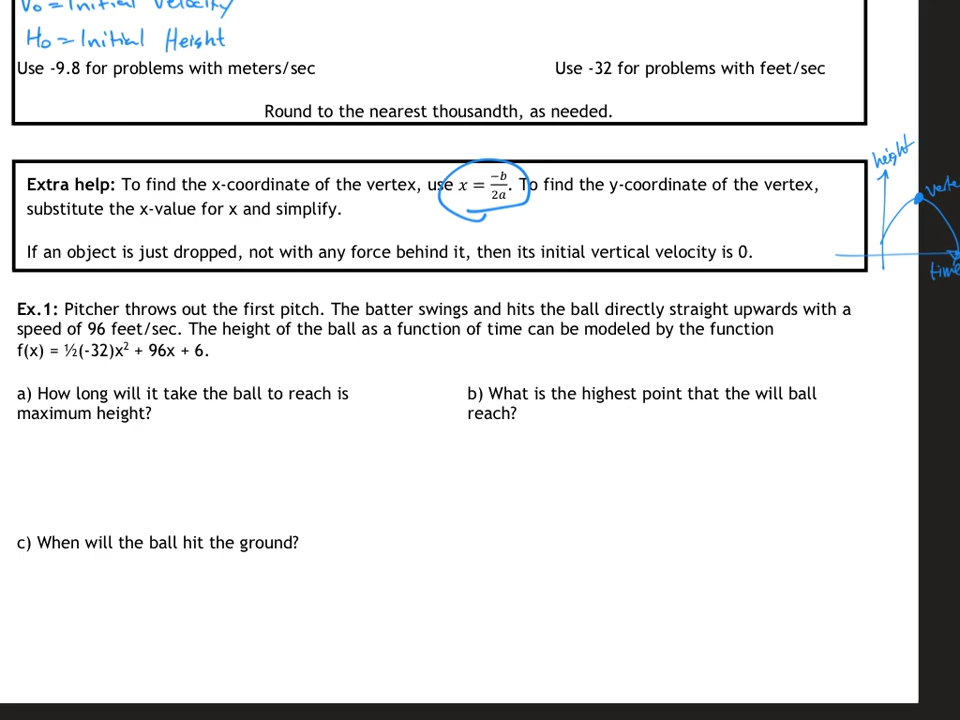 V₀ = Initial Velocity
H₀ = Initial Height
Use -9.8 for problems with meters/sec
Use -32 for problems with feet/sec
Round to the nearest thousandth, as needed.
height
Extra help: To find the x-coordinate of the vertex, use x = -b/2a. To find the y-coordinate of the vertex,
verte
substitute the x-value for x and simplify.
If an object is just dropped, not with any force behind it, then its initial vertical velocity is 0.
time
Ex.1: Pitcher throws out the first pitch. The batter swings and hits the ball directly straight upwards with a
speed of 96 feet/sec. The height of the ball as a function of time can be modeled by the function
f(x) = ½(-32)x² + 96x + 6.
a) How long will it take the ball to reach is
maximum height?
b) What is the highest point that the will ball
reach?
c) When will the ball hit the ground?